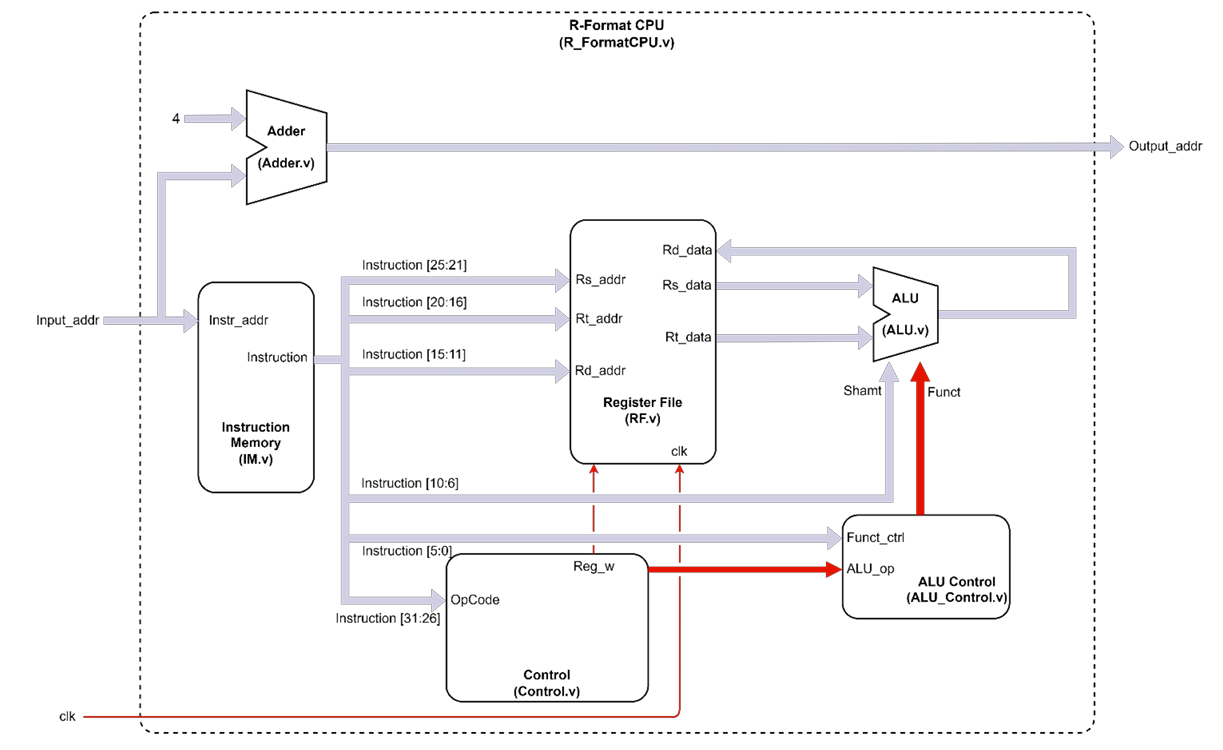 R-Format CPU
(R_FormatCPU.v)
4
Adder
(Adder.v)
Output_addr
Input_addr
Instr_addr
Instruction
Instruction
Memory
(IM.v)
Instruction [25:21]
Instruction [20:16]
Instruction [15:11]
Rs_addr
Rt_addr
Rd_addr
Rd_data
Rs_data
Rt_data
Register File
(RF.v)
clk
ALU
(ALU.v)
Shamt
Funct
Instruction [10:6]
Instruction [5:0]
Instruction [31:26]
Funct_ctrl
ALU_op
ALU Control
(ALU_Control.v)
Reg_w
OpCode
Control
(Control.v)
clk